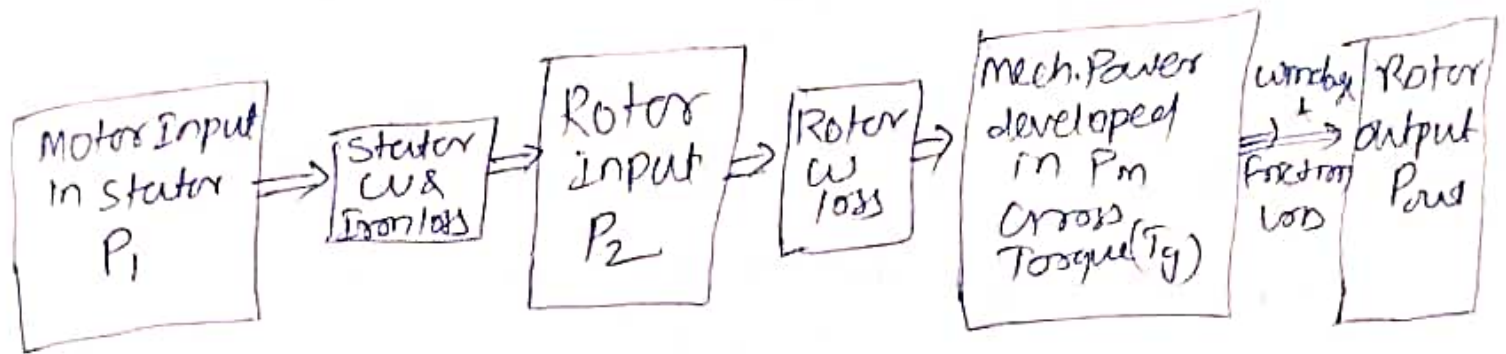 Motor Input
in stator
P1
Stator
cu &
Iron loss
Rotor
input
P2
Rotor
cu
loss
Mech. Power
developed
in Pm
Gross
Torque (Tg)
windage
+
friction
loss
Rotor
output
Pout